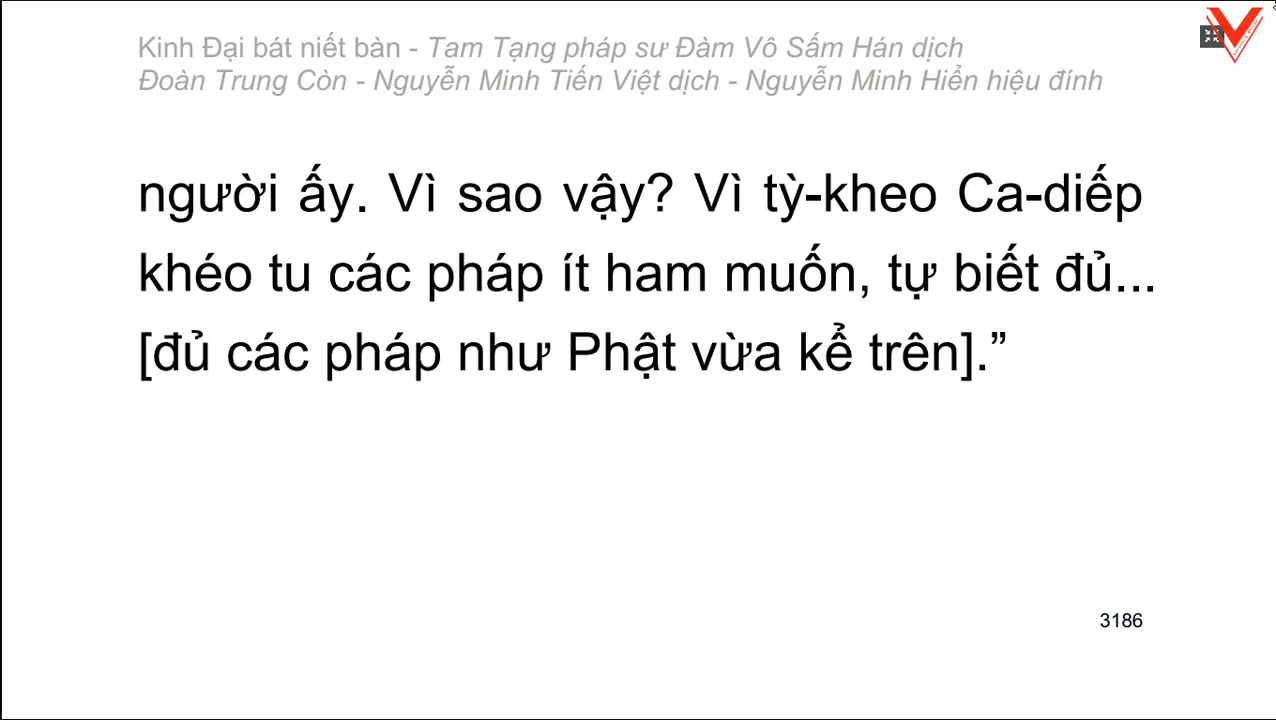 Kinh Đại bát niết bàn - Tam Tạng pháp sư Đàm Vô Sấm Hán dịch
Đoàn Trung Còn - Nguyễn Minh Tiến Việt dịch - Nguyễn Minh Hiển hiệu đính
người ấy. Vì sao vậy? Vì tỳ-kheo Ca-diếp
khéo tu các pháp ít ham muốn, tự biết đủ...
[đủ các pháp như Phật vừa kể trên].”
3186